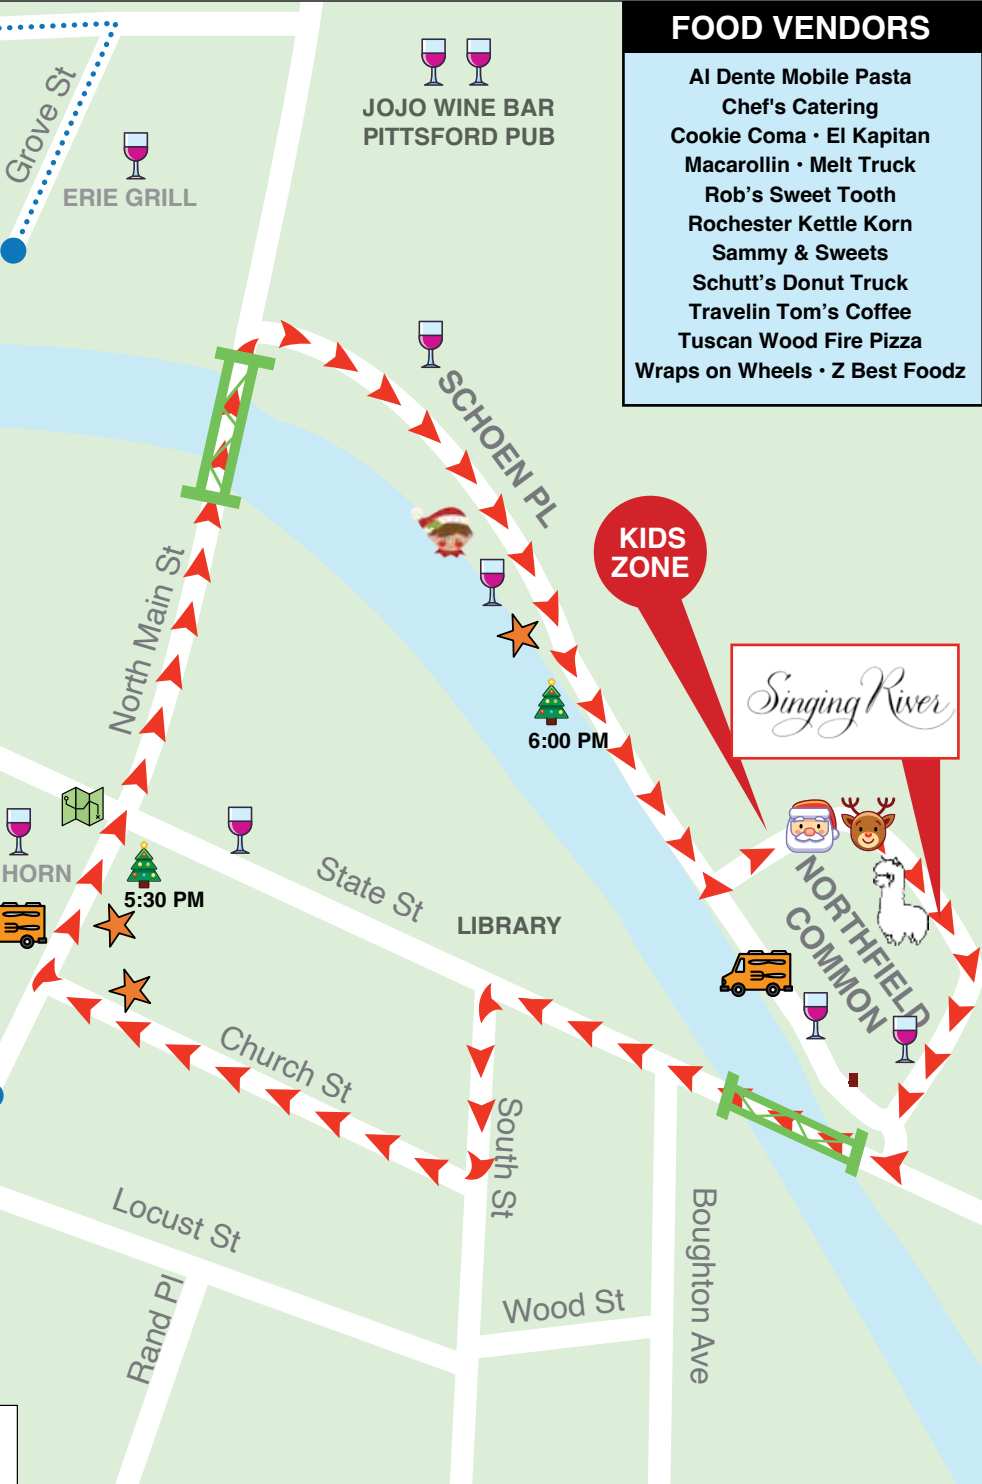 FOOD VENDORS
Al Dente Mobile Pasta
Chef's Catering
Cookie Coma • El Kapitan
Macarollin • Melt Truck
Rob’s Sweet Tooth
Rochester Kettle Korn
Sammy & Sweets
Schutt’s Donut Truck
Travelin Tom’s Coffee
Tuscan Wood Fire Pizza
Wraps on Wheels • Z Best Foodz
Grove St
JOJO WINE BAR
PITTSFORD PUB
ERIE GRILL
SCHOEN PL
KIDS
ZONE
North Main St
Singing River
6:00 PM
HORN
5:30 PM
State St
LIBRARY
NORTHFIELD
COMMON
Church St
South St
Locust St
Boughton Ave
Rand Pl
Wood St